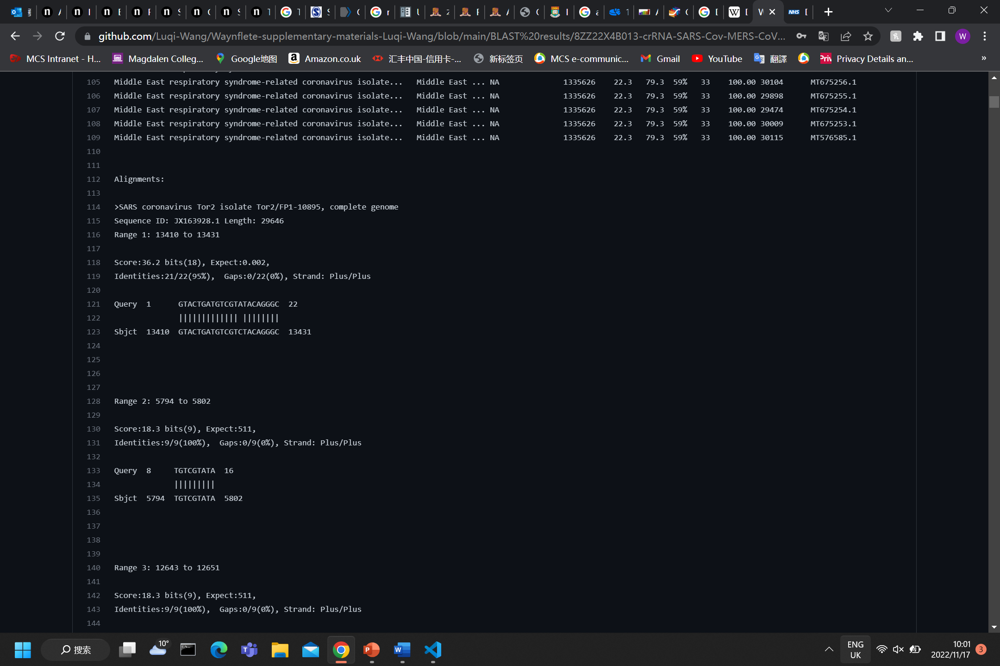 github.com/Luqi-Wang/Waynflete-supplementary-materials-Luqi-Wang/blob/main/BLAST%20results/8ZZ22X4B013-crRNA-SARS-Cov-MERS-CoV...
W
MCS Intranet - H... Magdalen Colleg... Google地图 Amazon.co.uk 汇丰中国-信用卡-... 新标签页 MCS e-communic... Gmail YouTube 翻譯 Privacy Details an... »
105 Middle East respiratory syndrome-related coronavirus isolate... Middle East ... NA 1335626 22.3 79.3 59% 33 100.00 30104 MT675256.1
106 Middle East respiratory syndrome-related coronavirus isolate... Middle East ... NA 1335626 22.3 79.3 59% 33 100.00 29898 MT675255.1
107 Middle East respiratory syndrome-related coronavirus isolate... Middle East ... NA 1335626 22.3 79.3 59% 33 100.00 29474 MT675254.1
108 Middle East respiratory syndrome-related coronavirus isolate... Middle East ... NA 1335626 22.3 79.3 59% 33 100.00 30009 MT675253.1
109 Middle East respiratory syndrome-related coronavirus isolate... Middle East ... NA 1335626 22.3 79.3 59% 33 100.00 30115 MT576585.1
110
111
112 Alignments:
113
114 >SARS coronavirus Tor2 isolate Tor2/FP1-10895, complete genome
115 Sequence ID: JX163928.1 Length: 29646
116 Range 1: 13410 to 13431
117
118 Score:36.2 bits(18), Expect:0.002,
119 Identities:21/22(95%), Gaps:0/22(0%), Strand: Plus/Plus
120
121 Query 1 GTACTGATGTCGTATACAGGGC 22
122 ||||||||||||| ||||||||
123 Sbjct 13410 GTACTGATGTCGTCTACAGGGC 13431
124
125
126
127
128 Range 2: 5794 to 5802
129
130 Score:18.3 bits(9), Expect:511,
131 Identities:9/9(100%), Gaps:0/9(0%), Strand: Plus/Plus
132
133 Query 8 TGTCGTATA 16
134 |||||||||
135 Sbjct 5794 TGTCGTATA 5802
136
137
138
139
140 Range 3: 12643 to 12651
141
142 Score:18.3 bits(9), Expect:511,
143 Identities:9/9(100%), Gaps:0/9(0%), Strand: Plus/Plus
144
搜索 10° ENG UK 10:01 2022/11/17 3